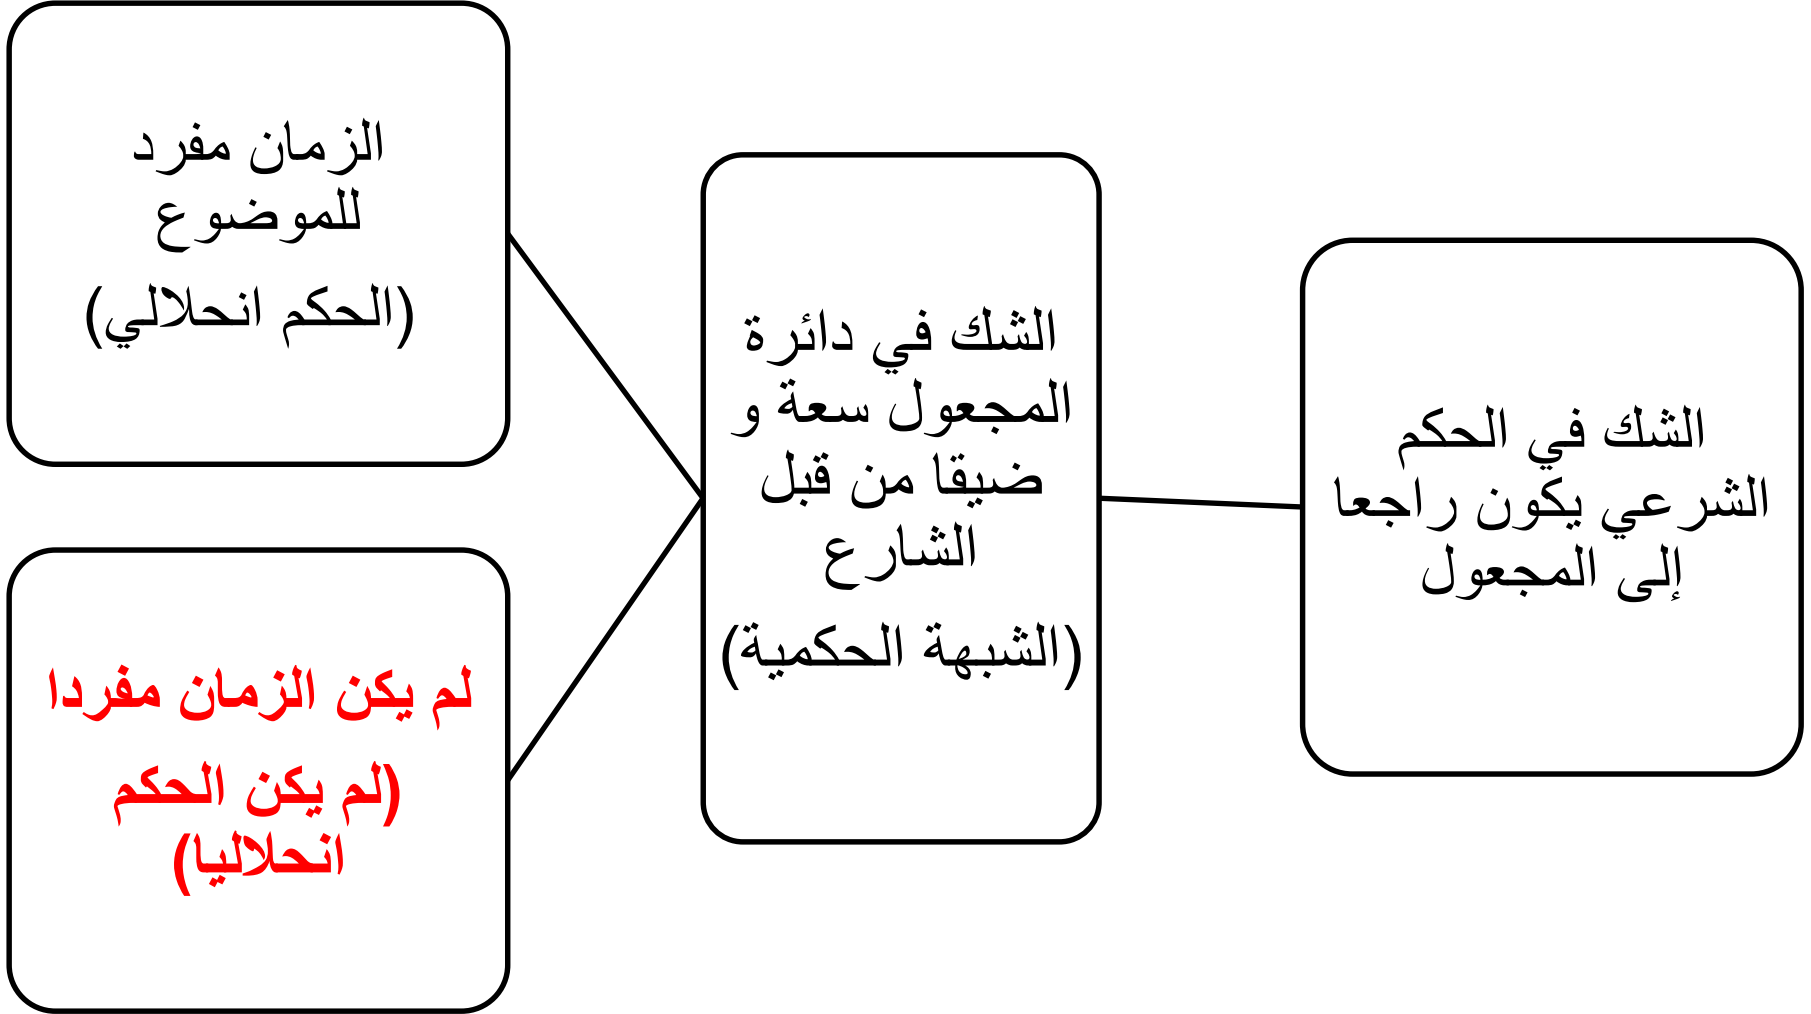 الشك في الحكم
الشرعي يكون راجعا
إلى المجعول
الشك في دائرة
المجعول سعة و
ضيقا من قبل
الشارع
(الشبهة الحكمية)
الزمان مفرد
للموضوع
(الحكم انحلالي)
لم يكن الزمان مفردا
(لم يكن الحكم
انحلاليا)